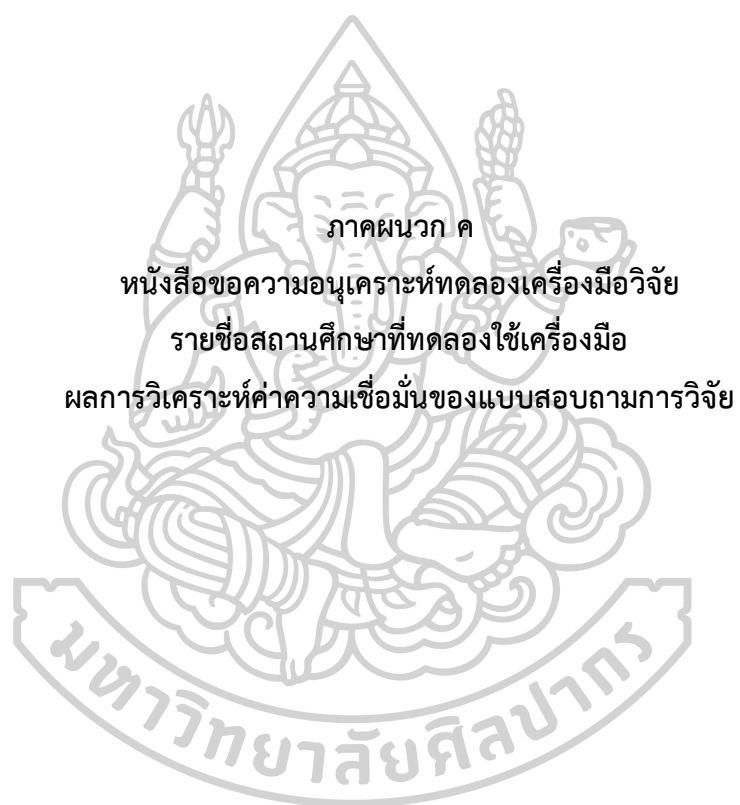 ภาคผนวก ค
หนังสือขอความอนุเคราะห์ทดลองเครื่องมือวิจัย
รายชื่อสถานศึกษาที่ทดลองใช้เครื่องมือ
ผลการวิเคราะห์ค่าความเชื่อมั่นของแบบสอบถามการวิจัย
มหาวิทยาลัยศิลปากร